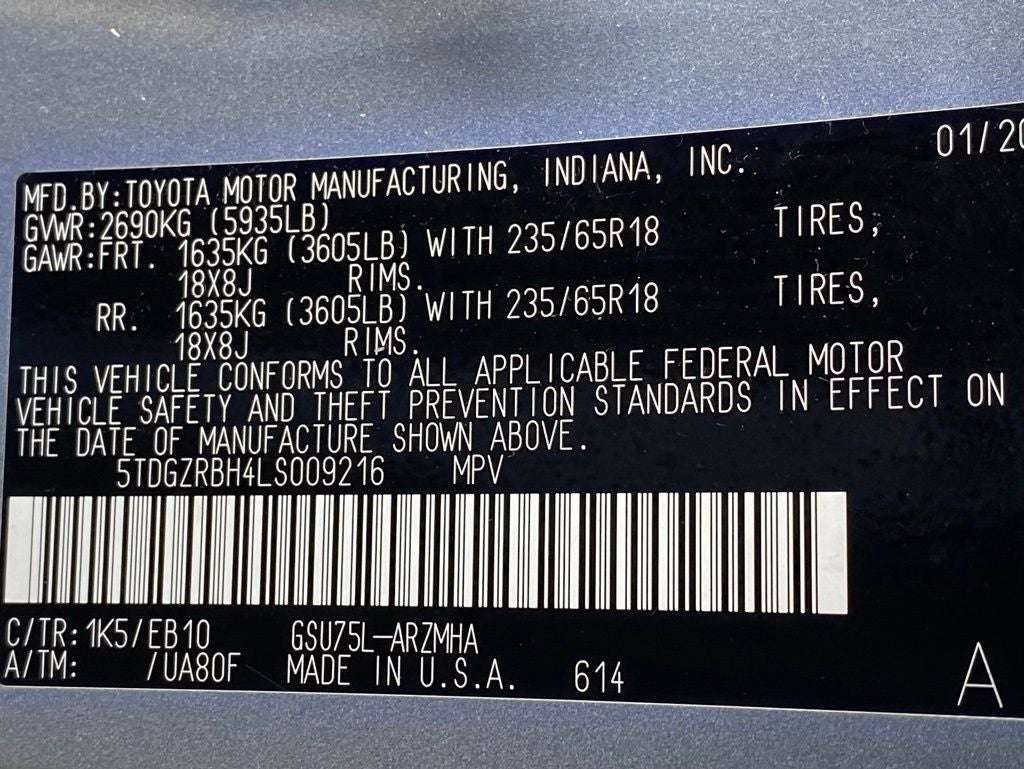 01/20
MFD.BY:TOYOTA MOTOR MANUFACTURING, INDIANA, INC.
GVWR:2690KG (5935LB)
GAWR:FRT. 1635KG (3605LB) WITH 235/65R18 TIRES,
18X8J RIMS.
RR. 1635KG (3605LB) WITH 235/65R18 TIRES,
18X8J RIMS.
THIS VEHICLE CONFORMS TO ALL APPLICABLE FEDERAL MOTOR
VEHICLE SAFETY AND THEFT PREVENTION STANDARDS IN EFFECT ON
THE DATE OF MANUFACTURE SHOWN ABOVE.
5TDGZRBH4LS009216 MPV
C/TR:1K5/EB10 GSU75L-ARZMHA
A/TM: /UA80F MADE IN U.S.A. 614
A